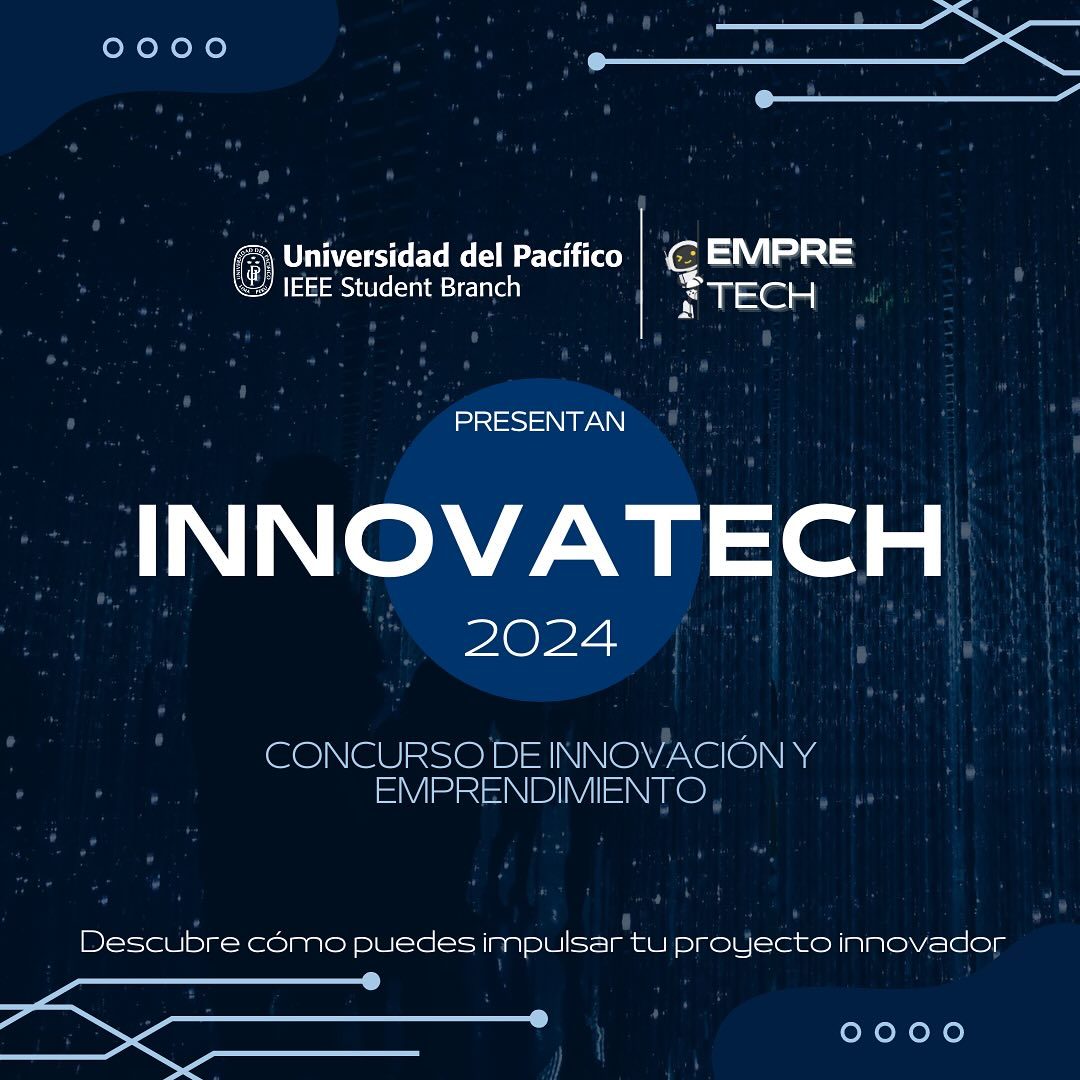 Universidad del Pacífico
IEEE Student Branch
EMPRE
TECH
PRESENTAN
INNOVATECH
2024
CONCURSO DE INNOVACIÓN Y
EMPRENDIMIENTO
Descubre cómo puedes impulsar tu proyecto innovador